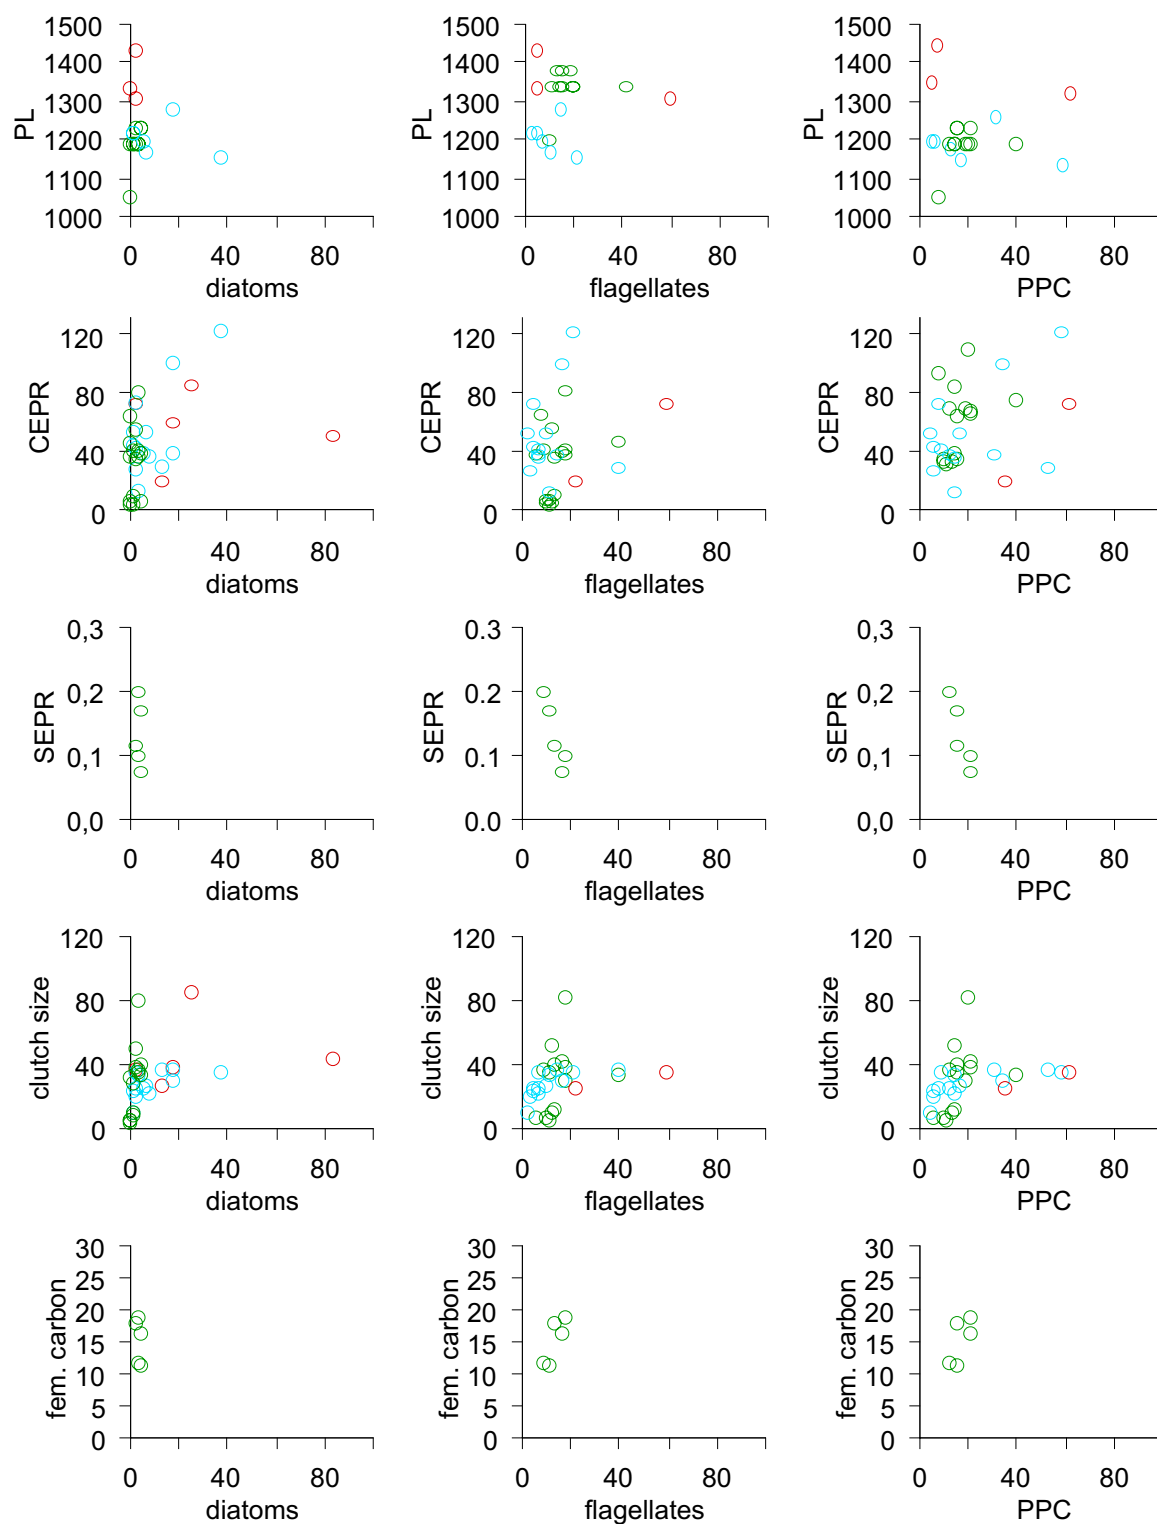 1500 1500 1500
1400 1400 1400
1300 1300 1300
PL PL PL
1200 1200 1200
1100 1100 1100
1000 1000 1000
0 40 80 0 40 80 0 40 80
diatoms flagellates PPC
120 120 120
CEPR CEPR CEPR
80 80 80
40 40 40
0 0 0
0 40 80 0 40 80 0 40 80
diatoms flagellates PPC
0,3 0.3 0,3
SEPR SEPR SEPR
0,2 0.2 0,2
0,1 0.1 0,1
0,0 0.0 0,0
0 40 80 0 40 80 0 40 80
diatoms flagellates PPC
120 120 120
clutch size clutch size clutch size
80 80 80
40 40 40
0 0 0
0 40 80 0 40 80 0 40 80
diatoms flagellates PPC
30 30 30
25 25 25
fem. carbon fem. carbon fem. carbon
20 20 20
15 15 15
10 10 10
5 5 5
0 0 0
0 40 80 0 40 80 0 40 80
diatoms flagellates PPC